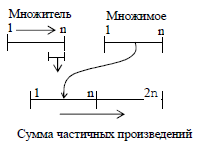 Множитель Множимое
1 n 1 n
1 n 2n
Сумма частичных произведений